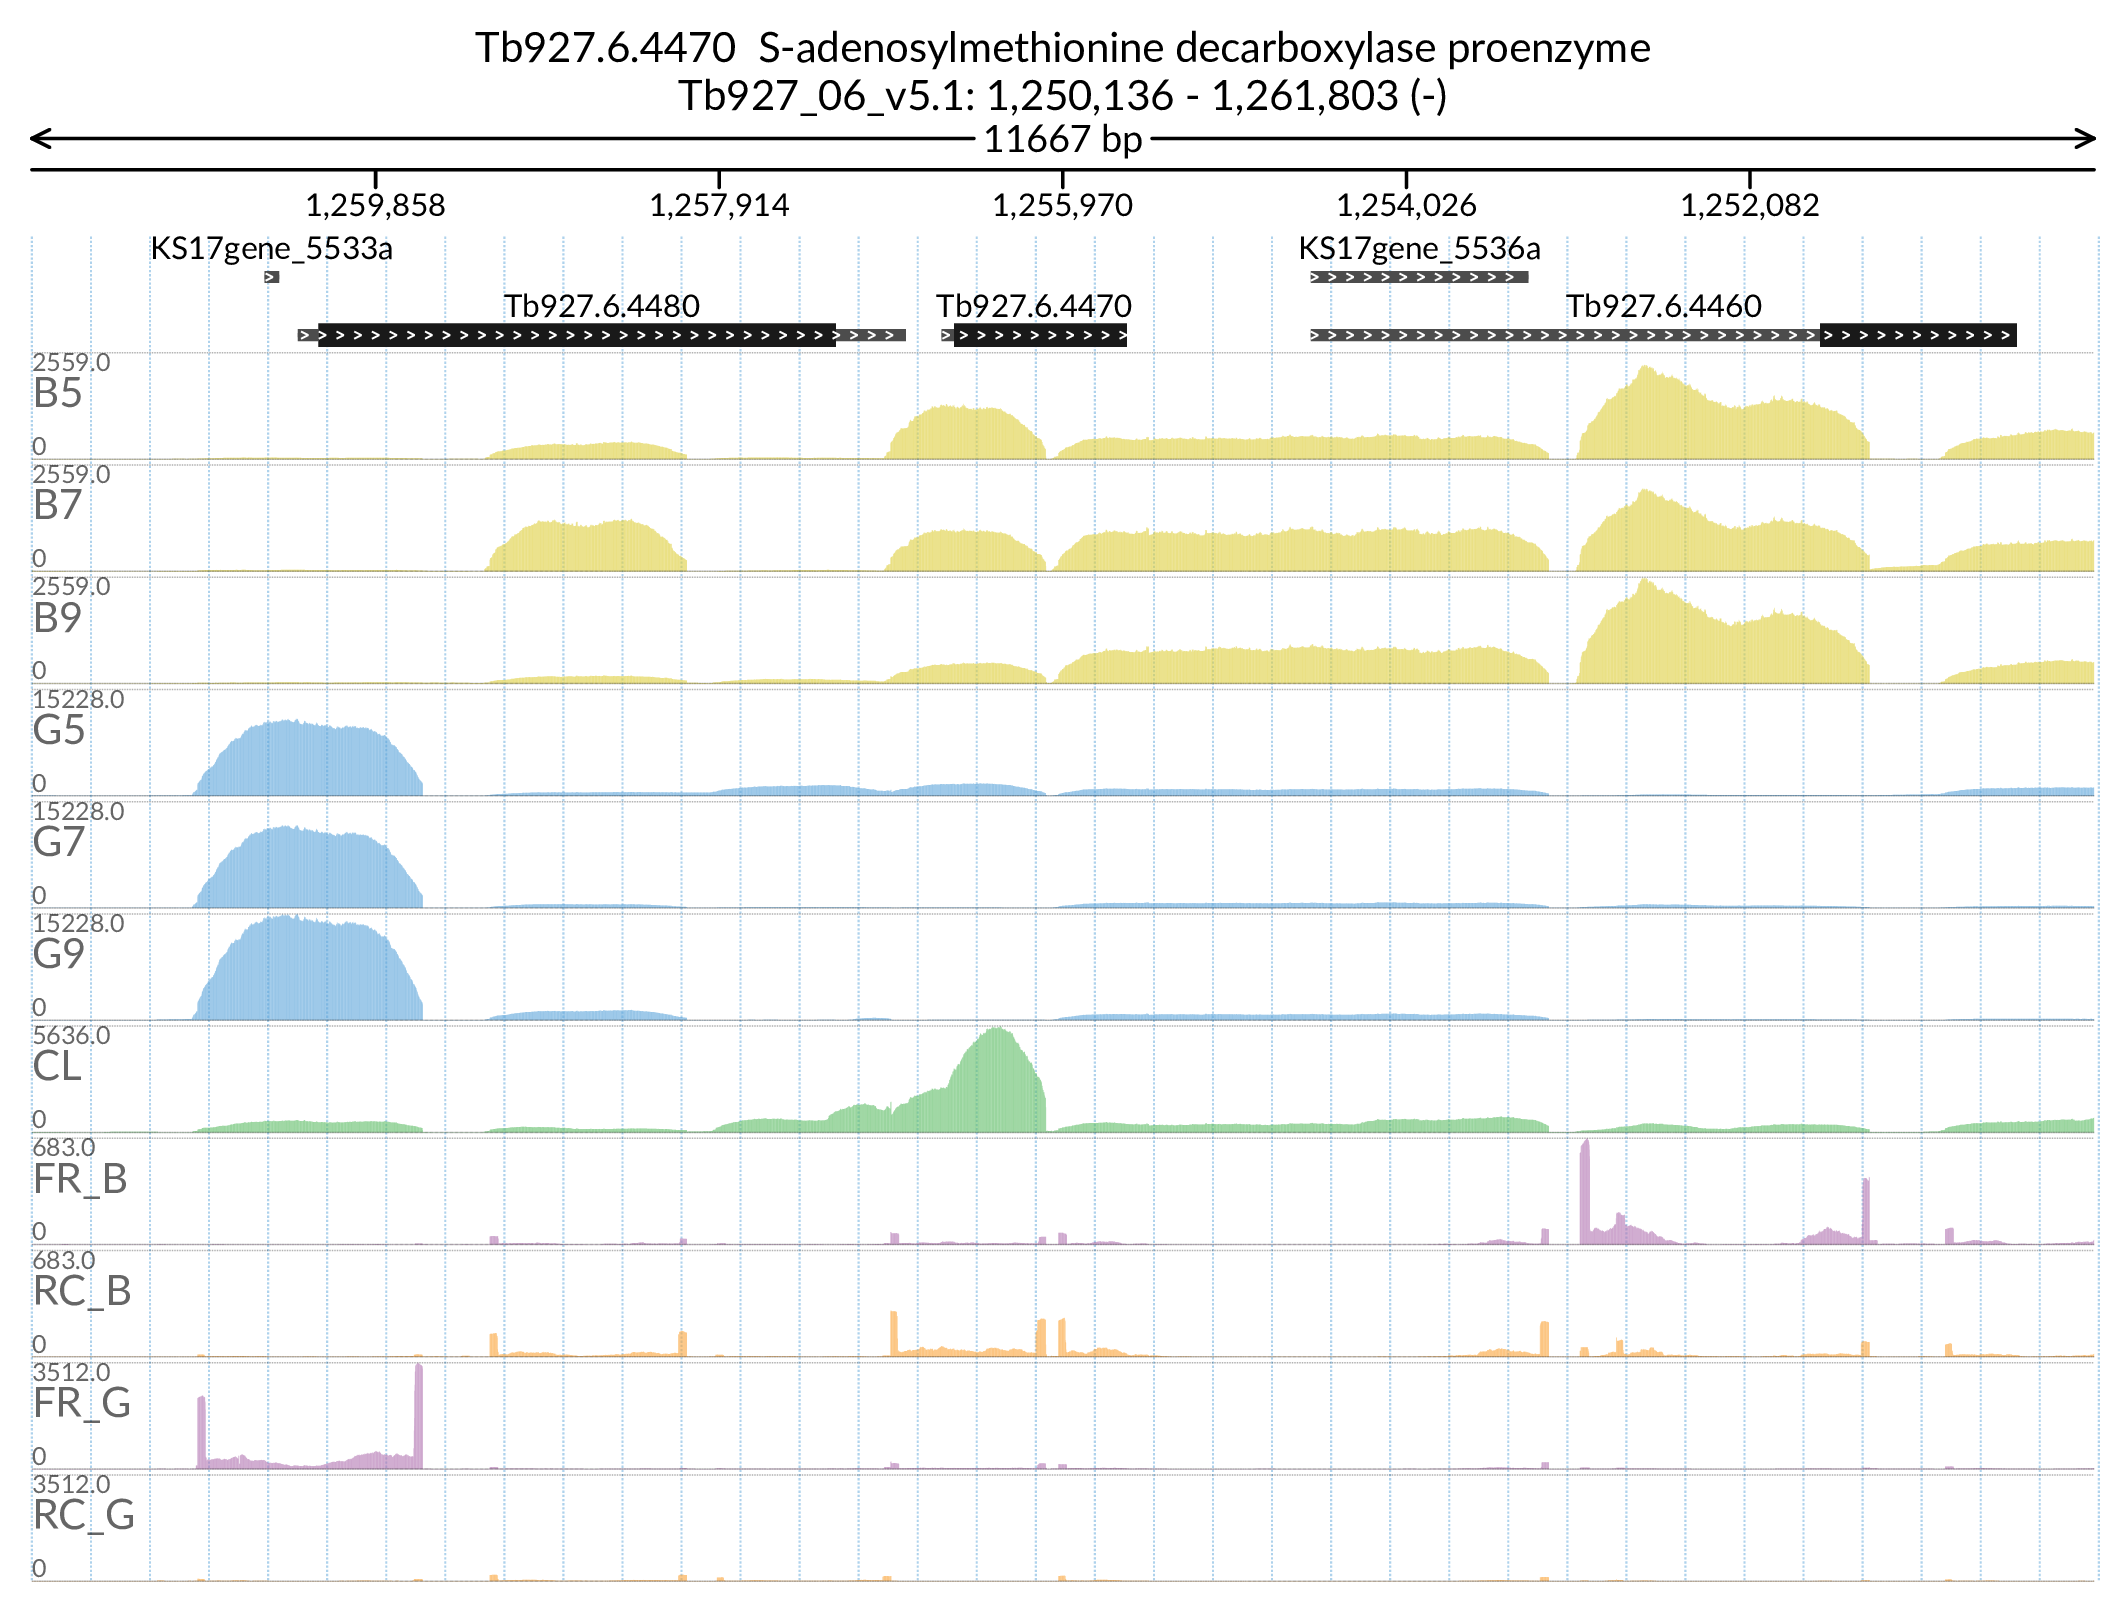 Tb927.6.4470  S-adenosylmethionine decarboxylase proenzyme
Tb927_06_v5.1: 1,250,136 - 1,261,803 (-)
11667 bp
1,259,858 1,257,914 1,255,970 1,254,026 1,252,082
KS17gene_5533a KS17gene_5536a
Tb927.6.4480 Tb927.6.4470 Tb927.6.4460
2559.0
B5
0
2559.0
B7
0
2559.0
B9
0
15228.0
G5
0
15228.0
G7
0
15228.0
G9
0
5636.0
CL
0
683.0
FR_B
0
683.0
RC_B
0
3512.0
FR_G
0
3512.0
RC_G
0